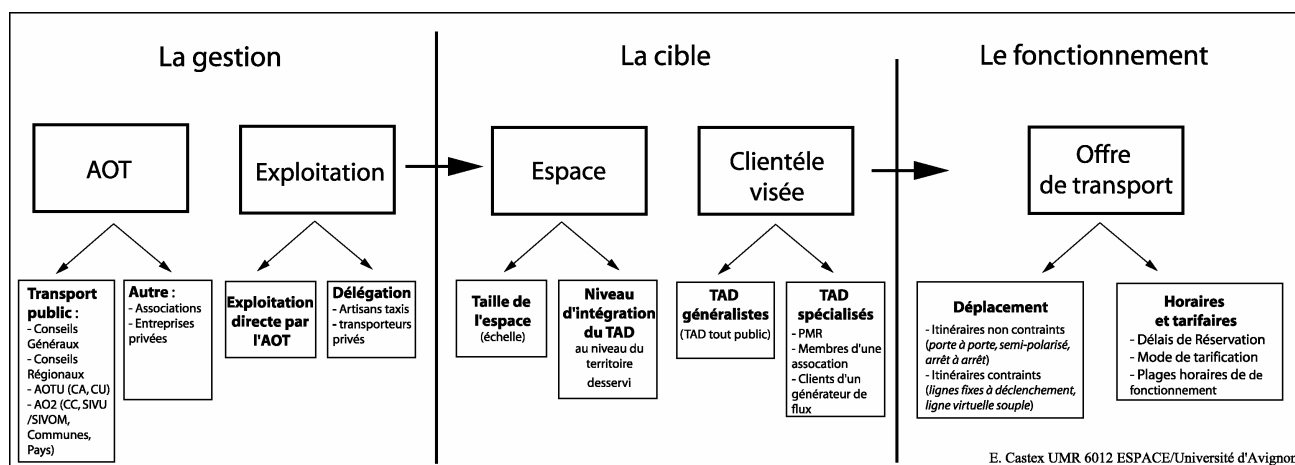 La gestion
AOT
Exploitation
Transport
public :
- Conseils
Généraux
- Conseils
Régionaux
- AOTU (CA, CU)
- AO2 (CC, SIVU
/SIVOM,
Communes,
Pays)
Autre :
- Associations
- Entreprises
privées
Exploitation
directe par
l'AOT
Délégation
- Artisans taxis
- transporteurs
privés
La cible
Espace
Clientéle
visée
Taille de
l'espace
(échelle)
Niveau
d'intégration
du TAD
au niveau du
territoire
desservi
TAD
généralistes
(TAD tout public)
TAD
spécialisés
- PMR
- Membres d'une
assocation
- Clients d'un
générateur de
flux
Le fonctionnement
Offre
de transport
Déplacement
- Itinéraires non contraints
(porte à porte, semi-polarisé,
arrêt à arrêt)
- Itinéraires contraints
(lignes fixes à déclenchement,
ligne virtuelle souple)
Horaires
et tarifaires
- Délais de Réservation
- Mode de tarification
- Plages horaires de de
fonctionnement
E. Castex UMR 6012 ESPACE/Université d'Avignon